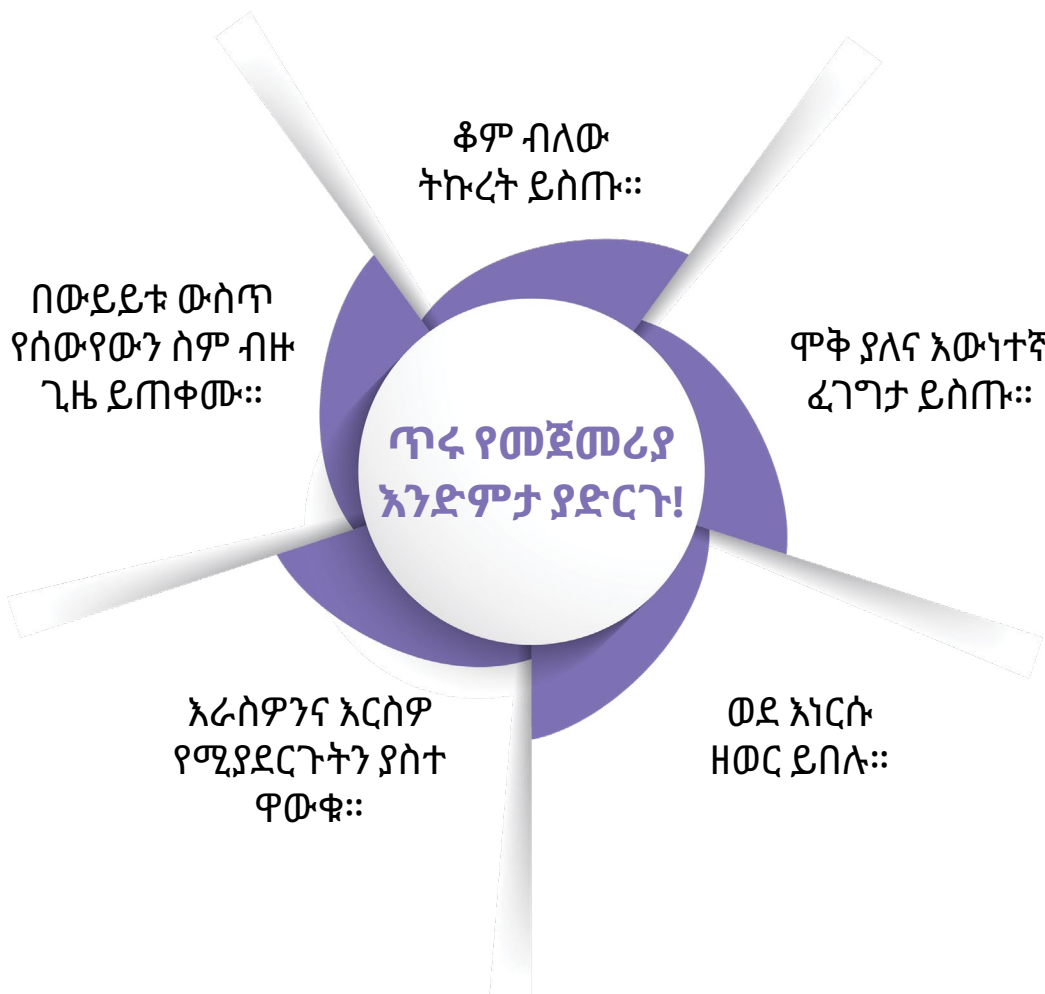 ቆም ብለው
ትኩረት ይስጡ።
ሞቅ ያለና እውነተኛ
ፈገግታ ይስጡ።
ወደ እነርሱ
ዘወር ይበሉ።
እራስዎንና እርስዎ
የሚያደርጉትን ያስተ
ዋውቁ።
በውይይቱ ውስጥ
የሰውየውን ስም ብዙ
ጊዜ ይጠቀሙ።
ጥሩ የመጀመሪያ
እንድምታ ያድርጉ!